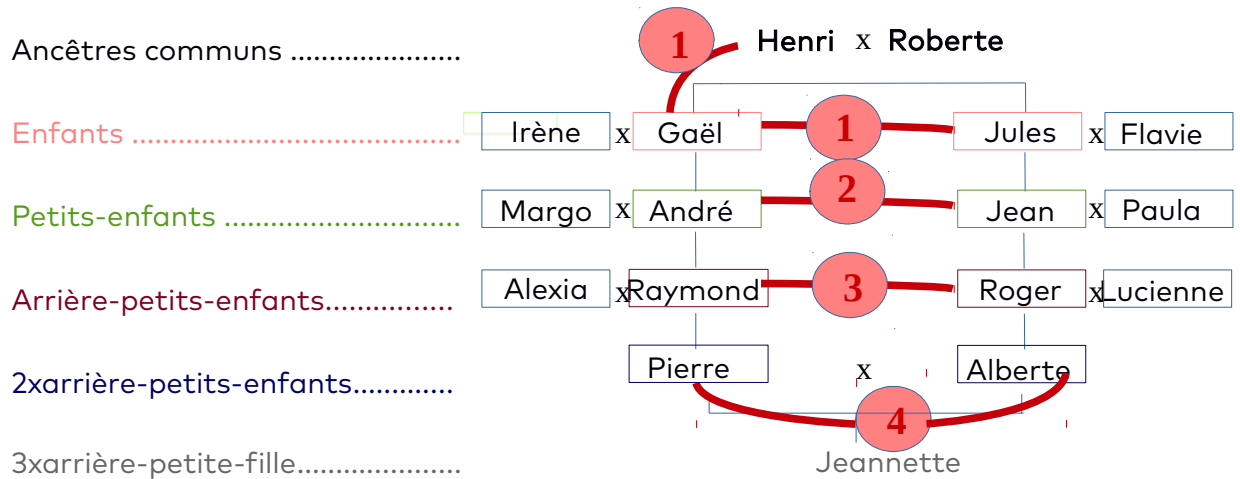 Ancêtres communs ...................... 1 Henri x Roberte
Enfants .......................................... Irène x Gaël 1 Jules x Flavie
Petits-enfants .............................. Margo x André 2 Jean x Paula
Arrière-petits-enfants................ Alexia x Raymond 3 Roger x Lucienne
2xarrière-petits-enfants............. Pierre x Alberte
4
3xarrière-petite-fille..................... Jeannette